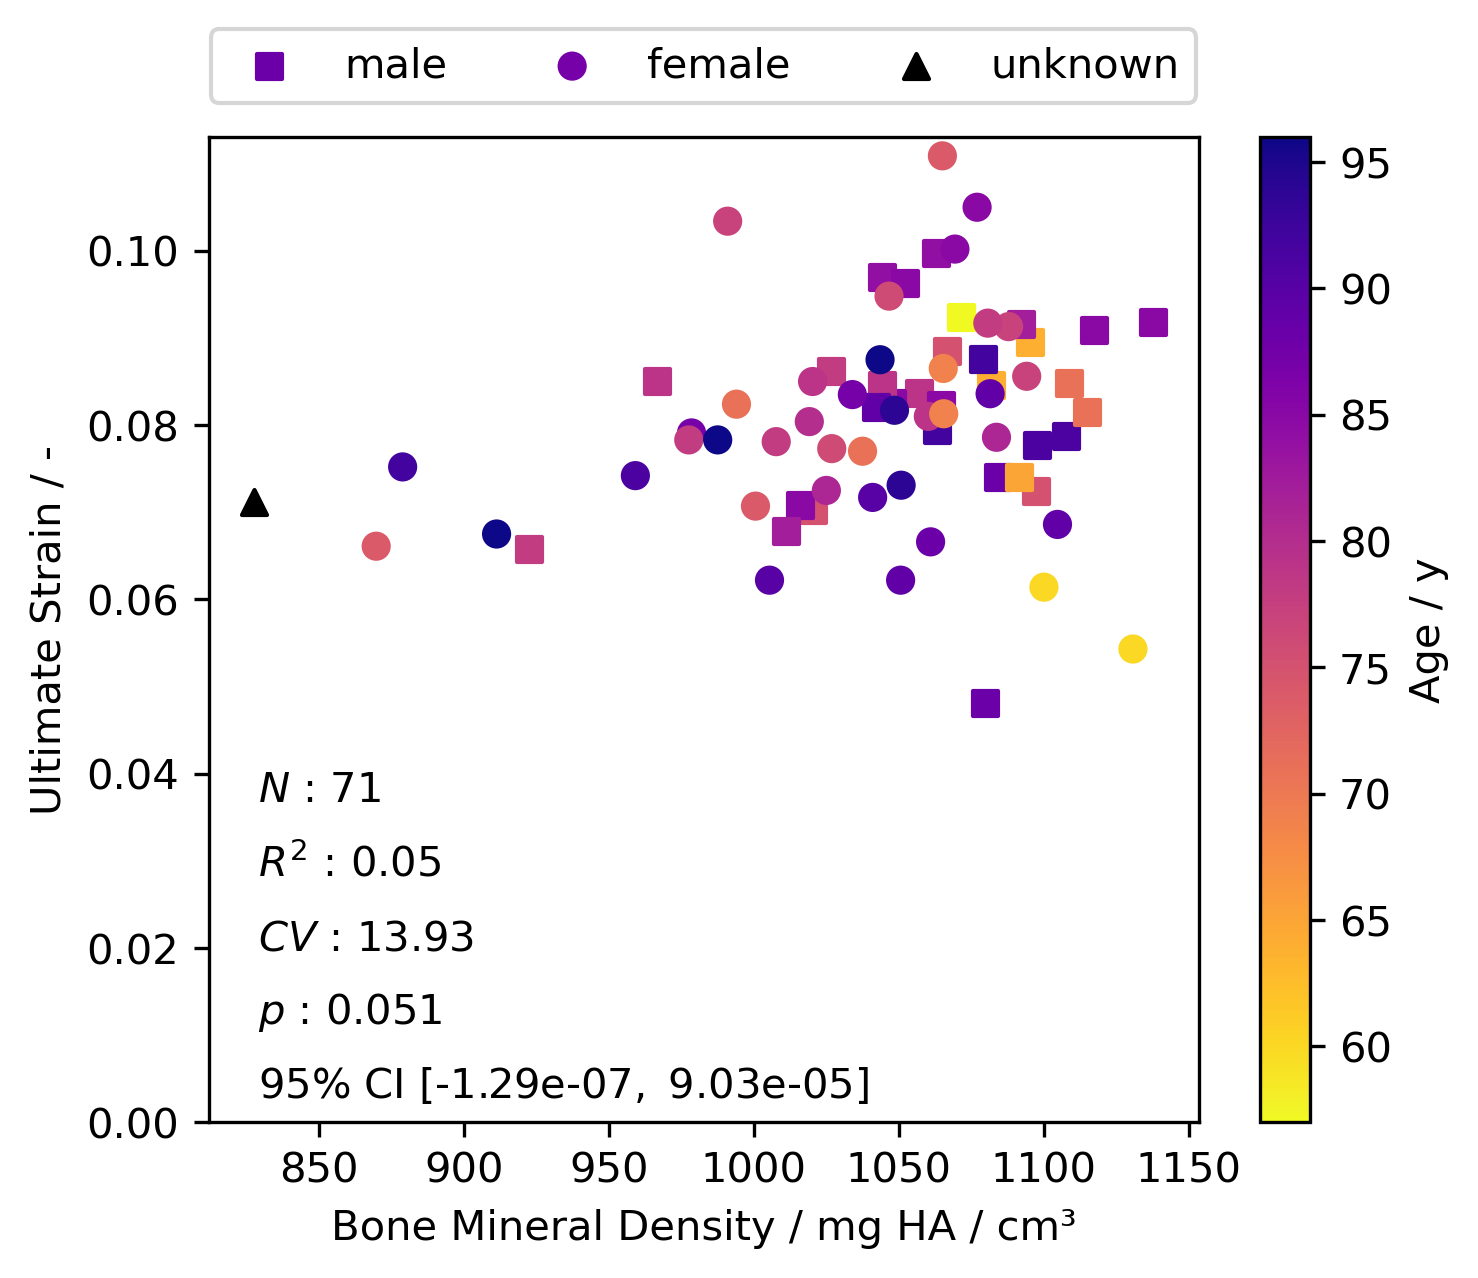 male female unknown
0.10
0.08
0.06
0.04
0.02
0.00
Ultimate Strain / -
N : 71
R² : 0.05
CV : 13.93
p : 0.051
95% CI [-1.29e-07, 9.03e-05]
850 900 950 1000 1050 1100 1150
Bone Mineral Density / mg HA / cm³
95
90
85
80
75
70
65
60
Age / y